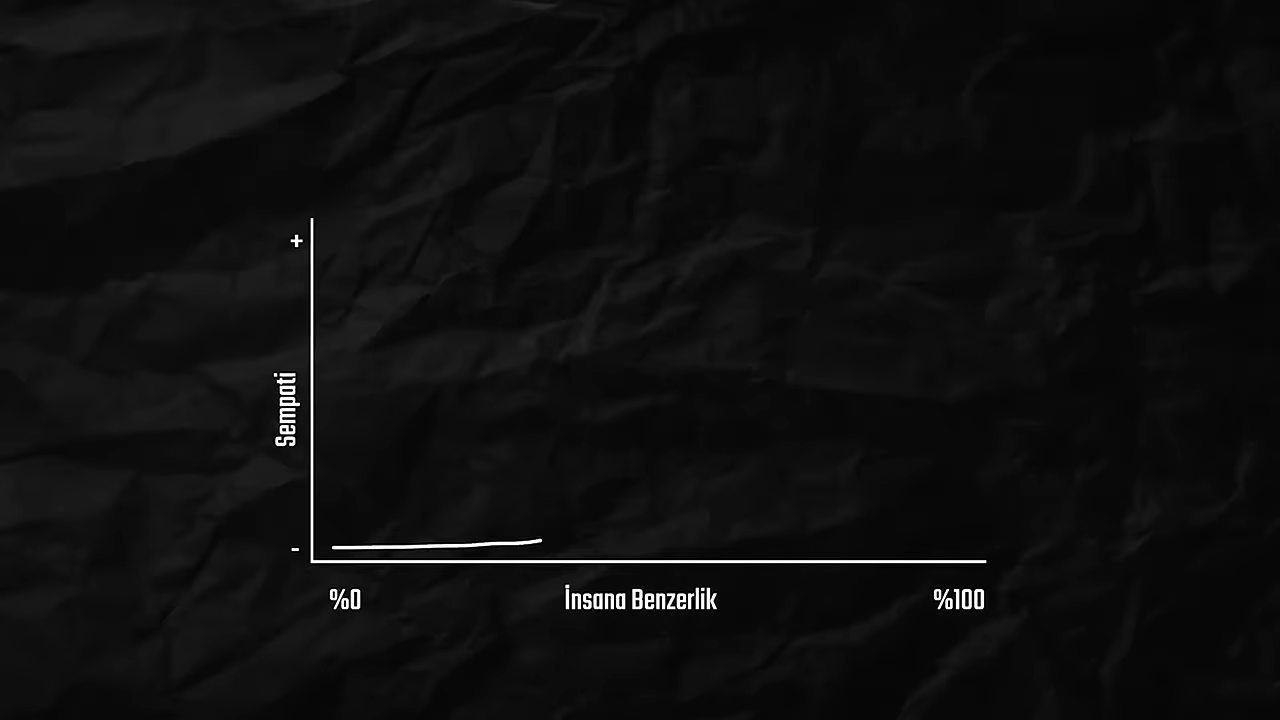 +
Sempati
-
%0
İnsana Benzerlik
%100